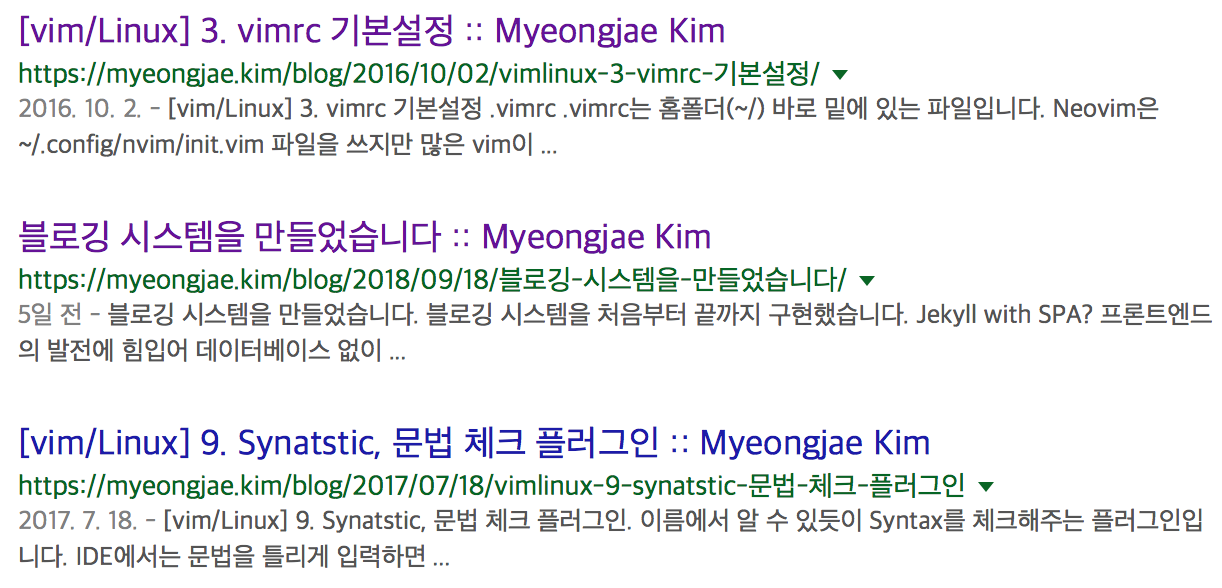 [vim/Linux] 3. vimrc 기본설정 :: Myeongjae Kim
https://myeongjae.kim/blog/2016/10/02/vimlinux-3-vimrc-기본설정/
2016. 10. 2. - [vim/Linux] 3. vimrc 기본설정 .vimrc .vimrc는 홈폴더(~/) 바로 밑에 있는 파일입니다. Neovim은
~/.config/nvim/init.vim 파일을 쓰지만 많은 vim이 ...
블로깅 시스템을 만들었습니다 :: Myeongjae Kim
https://myeongjae.kim/blog/2018/09/18/블로깅-시스템을-만들었습니다/
5일 전 - 블로깅 시스템을 만들었습니다. 블로깅 시스템을 처음부터 끝까지 구현했습니다. Jekyll with SPA? 프론트엔드
의 발전에 힘입어 데이터베이스 없이 ...
[vim/Linux] 9. Synatstic, 문법 체크 플러그인 :: Myeongjae Kim
https://myeongjae.kim/blog/2017/07/18/vimlinux-9-synatstic-문법-체크-플러그인
2017. 7. 18. - [vim/Linux] 9. Synatstic, 문법 체크 플러그인. 이름에서 알 수 있듯이 Syntax를 체크해주는 플러그인입
니다. IDE에서는 문법을 틀리게 입력하면 ...